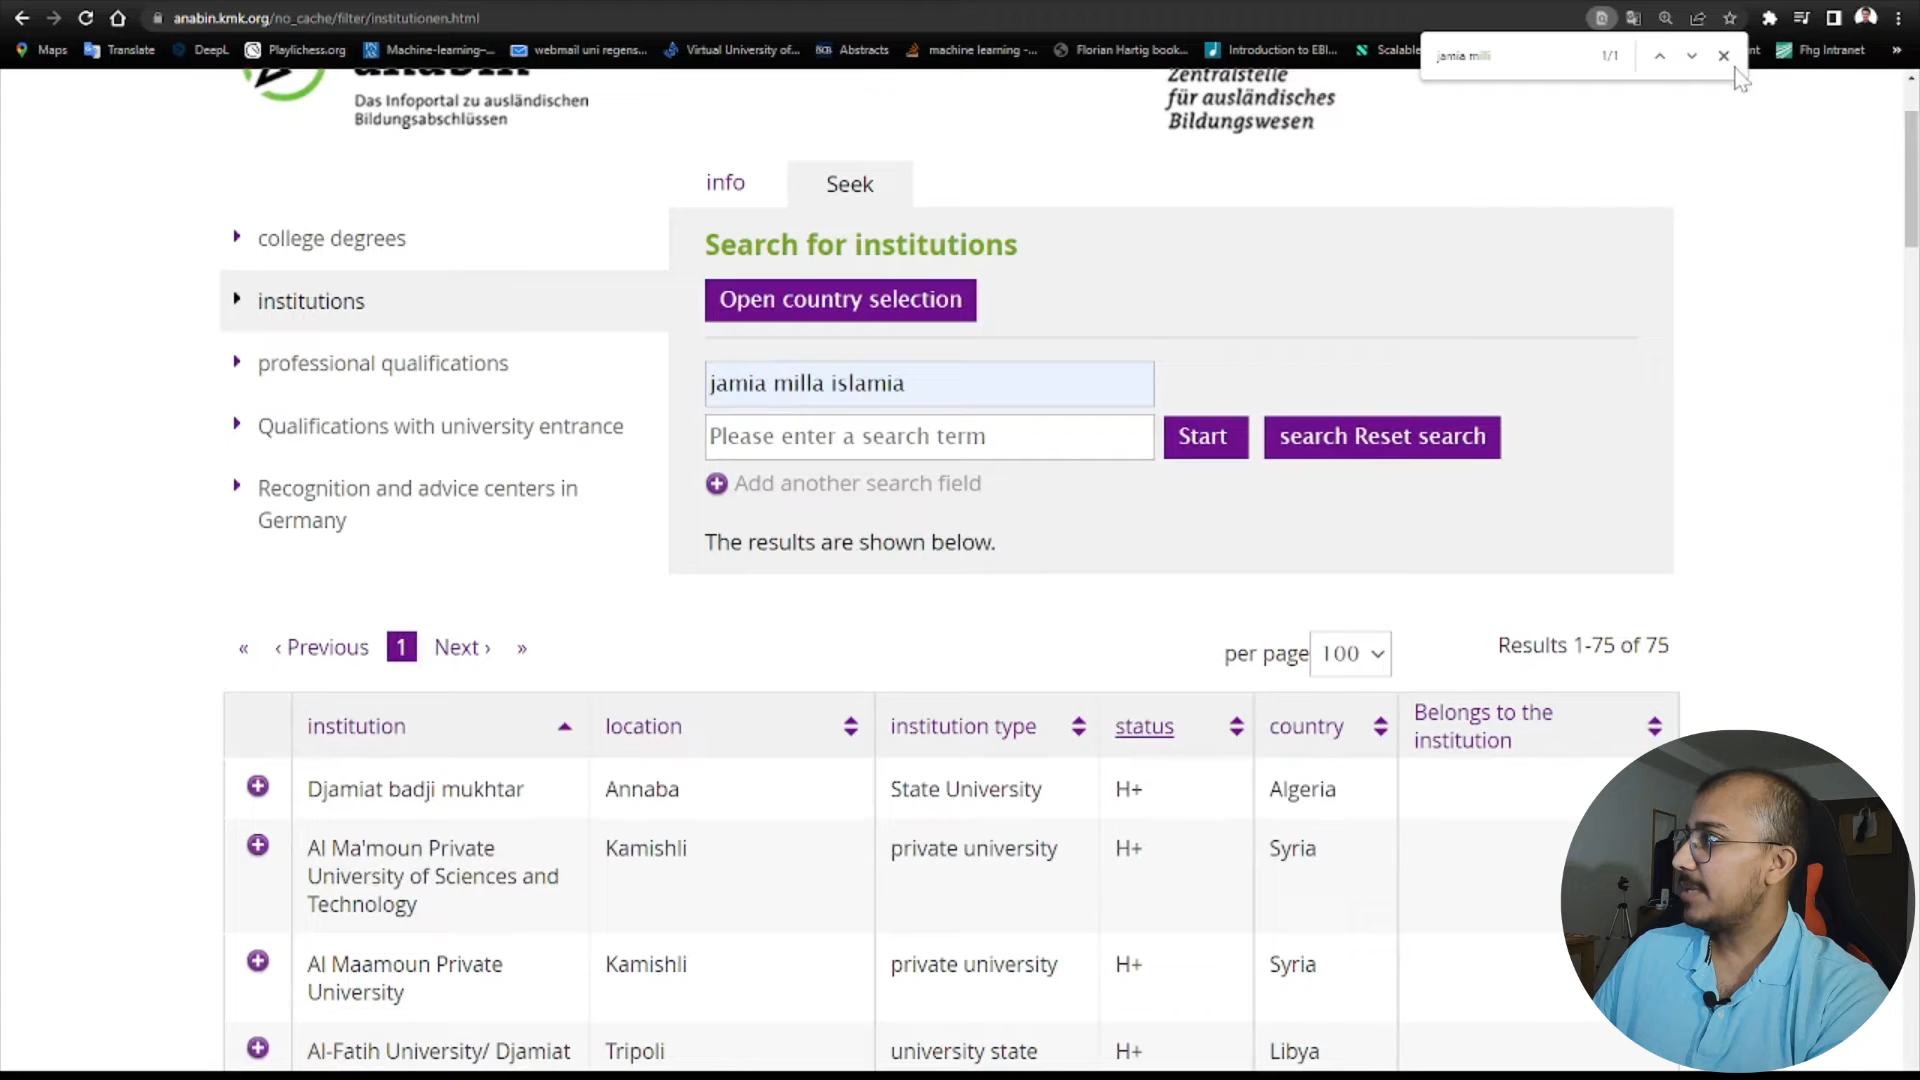 anabin.kmk.org/no_cache/filter/institutionen.html
Maps Translate DeepL Playlichess.org Machine-learning-... webmail uni regens... Virtual University of... Abstracts machine learning -... Florian Hartig book... Introduction to EBI... Scalable nt Fhg Intranet »
jamia milli 1/1
anabin
Das Infoportal zu ausländischen
Bildungsabschlüssen
Zentralstelle
für ausländisches
Bildungswesen
info Seek
college degrees
institutions
professional qualifications
Qualifications with university entrance
Recognition and advice centers in
Germany
Search for institutions
Open country selection
jamia milla islamia
Please enter a search term Start search Reset search
Add another search field
The results are shown below.
« ‹ Previous 1 Next › » per page 100 Results 1-75 of 75
institution location institution type status country Belongs to the
institution
Djamiat badji mukhtar Annaba State University H+ Algeria
Al Ma'moun Private Kamishli private university H+ Syria
University of Sciences and
Technology
Al Maamoun Private Kamishli private university H+ Syria
University
Al-Fatih University/ Djamiat Tripoli university state H+ Libya